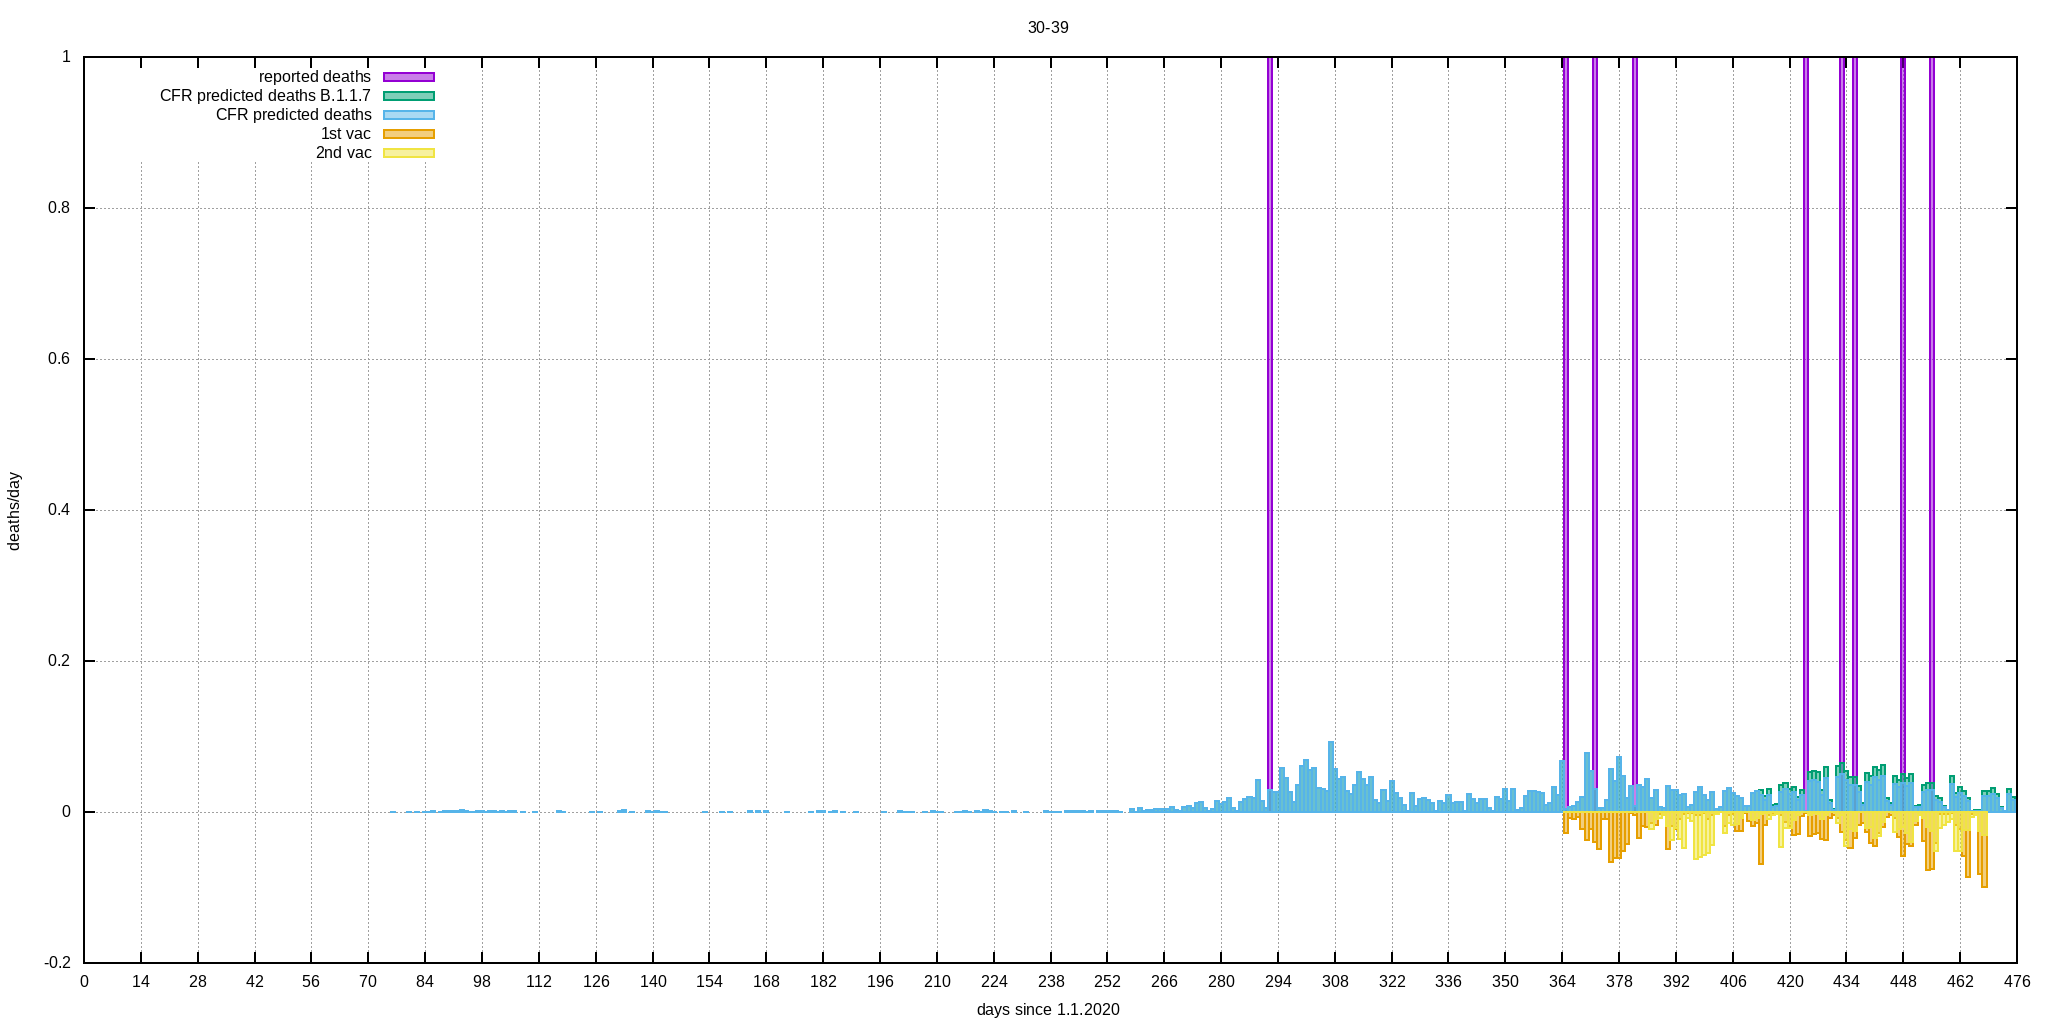 30-39
reported deaths
CFR predicted deaths B.1.1.7
CFR predicted deaths
1st vac
2nd vac
1
0.8
0.6
0.4
0.2
0
-0.2
deaths/day
0 14 28 42 56 70 84 98 112 126 140 154 168 182 196 210 224 238 252 266 280 294 308 322 336 350 364 378 392 406 420 434 448 462 476
days since 1.1.2020